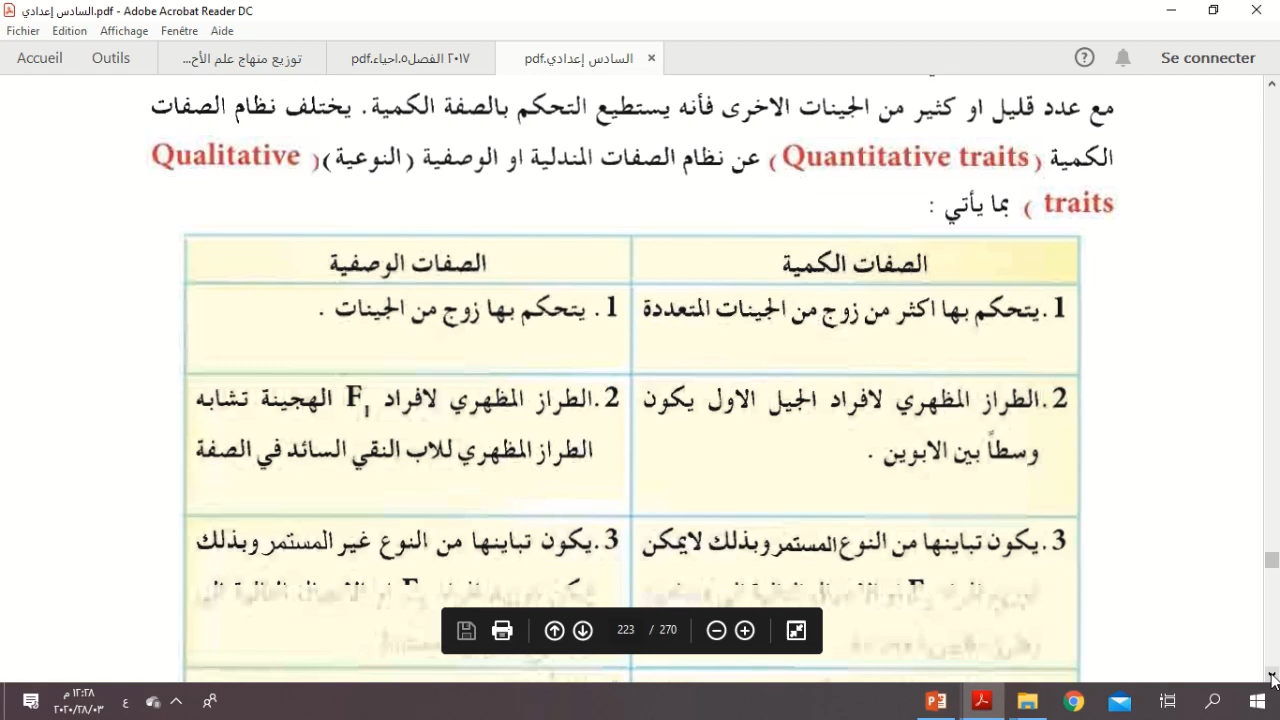 السادس إعدادي.pdf - Adobe Acrobat Reader DC
Fichier Edition Affichage Fenêtre Aide
Accueil Outils
توزيع منهاج علم الأح...
٢٠١٧ الفصل٥.احياء.pdf
السادس إعدادي.pdf
Se connecter
مع عدد قليل او كثير من الجينات الاخرى فأنه يستطيع التحكم بالصفة الكمية. يختلف نظام الصفات
الكمية (Quantitative traits) عن نظام الصفات المندلية او الوصفية (النوعية)(Qualitative
traits) بما يأتي :
الصفات الكمية
الصفات الوصفية
1.يتحكم بها اكثر من زوج من الجينات المتعددة
1. يتحكم بها زوج من الجينات .
2.الطراز المظهري لافراد الجيل الاول يكون
وسطاً بين الابوين .
2.الطراز المظهري لافراد F1 الهجينة تشابه
الطراز المظهري للاب النقي السائد في الصفة
3.يكون تباينها من النوع المستمر وبذلك لايمكن
3.يكون تباينها من النوع غير المستمر وبذلك
223 / 270
١٢:٢٨ م
٢٠٢٠/٢٨/٠٣
ع